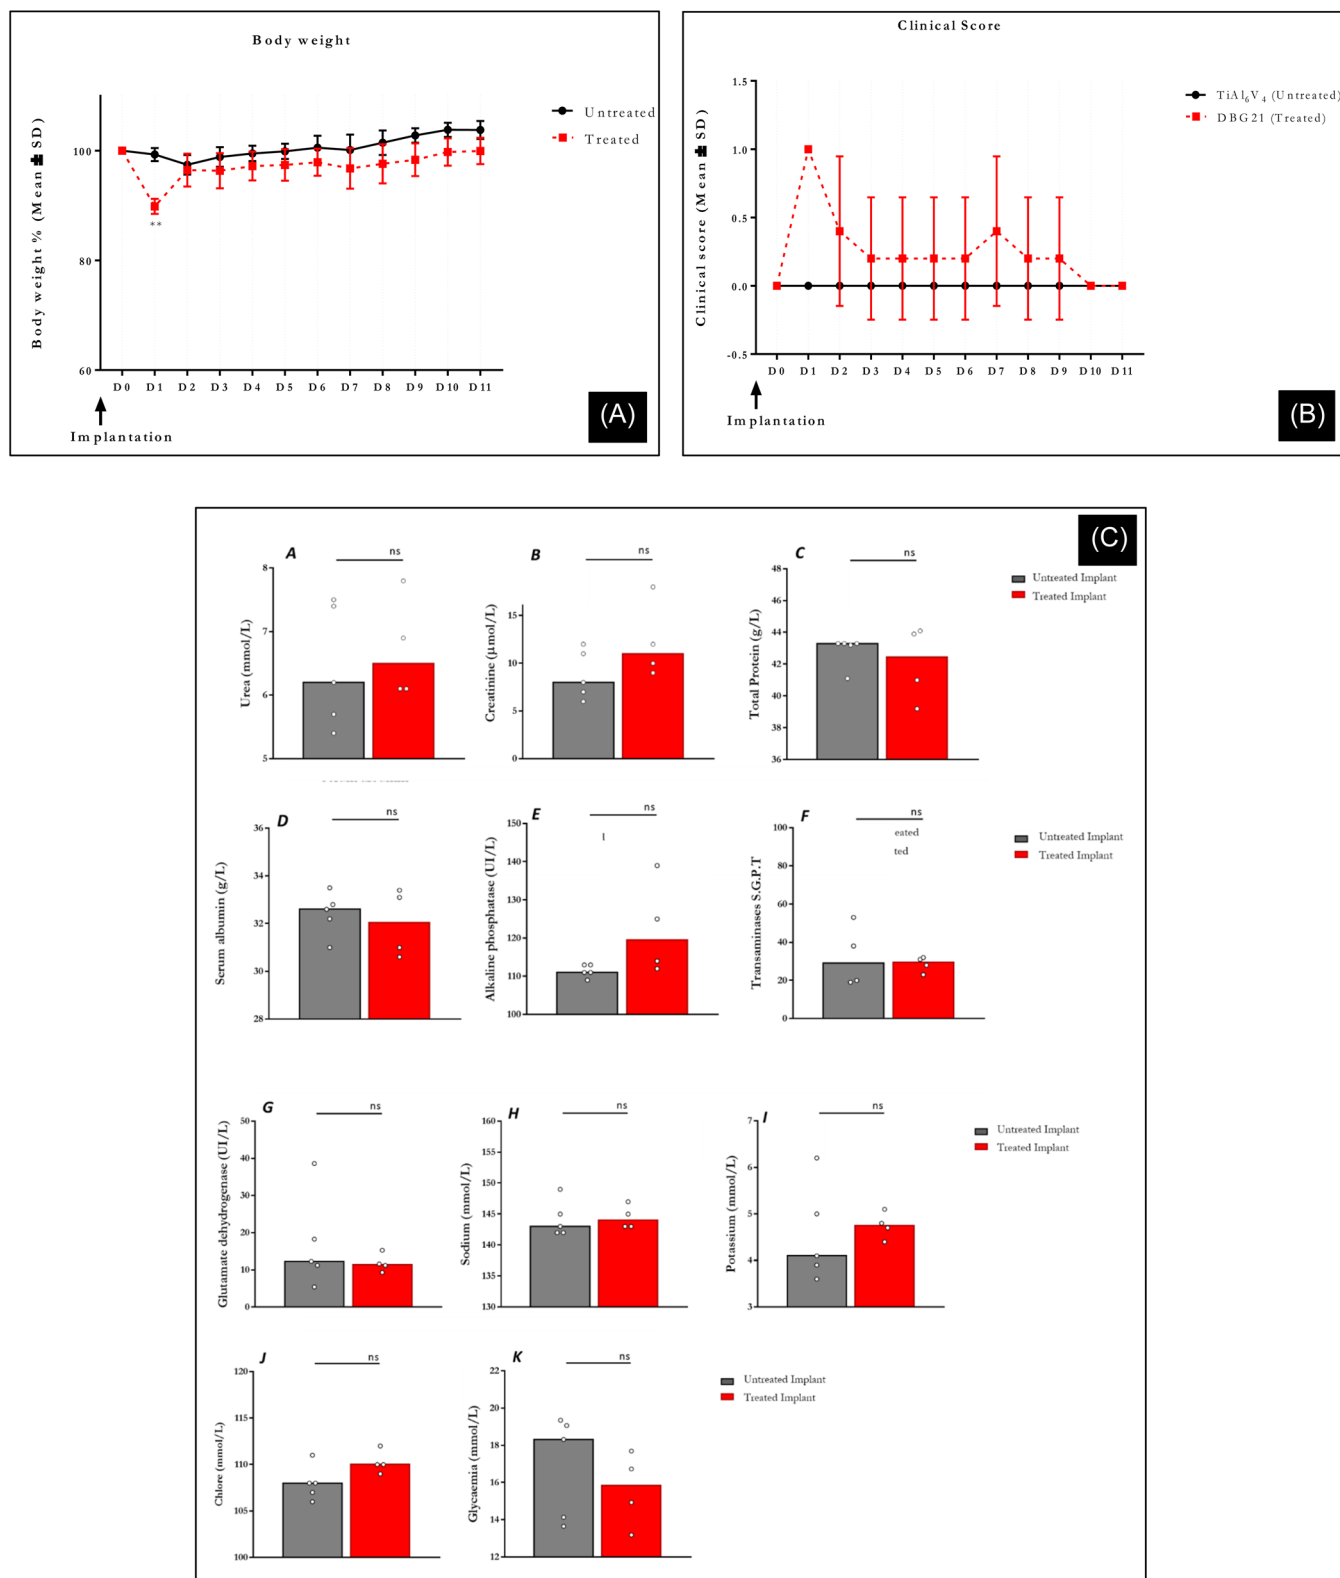 Body weight
Body weight % (Mean ± SD)
100
80
60
D0 D1 D2 D3 D4 D5 D6 D7 D8 D9 D10 D11
**
Untreated
Treated
Implantation
(A)
Clinical Score
Clinical score (Mean ± SD)
1.5
1.0
0.5
0.0
-0.5
D0 D1 D2 D3 D4 D5 D6 D7 D8 D9 D10 D11
TiAl6V4 (Untreated)
DBG21 (Treated)
Implantation
(B)
(C)
A
ns
Urea (mmol/L)
8
7
6
5
B
ns
Creatinine (µmol/L)
15
10
5
0
C
ns
Total Protein (g/L)
48
46
44
42
40
38
36
Untreated Implant
Treated Implant
D
ns
Serum albumin (g/L)
36
34
32
30
28
E
ns
l
Alkaline phosphatase (UI/L)
150
140
130
120
110
100
F
ns
eated
ted
Transaminases S.G.P.T
100
80
60
40
20
0
Untreated Implant
Treated Implant
G
ns
Glutamate dehydrogenase (UI/L)
50
40
30
20
10
0
H
ns
Sodium (mmol/L)
160
155
150
145
140
135
130
I
ns
Potassium (mmol/L)
7
6
5
4
3
Untreated Implant
Treated Implant
J
ns
Chlore (mmol/L)
120
115
110
105
100
K
ns
Glycaemia (mmol/L)
22
20
18
16
14
12
Untreated Implant
Treated Implant